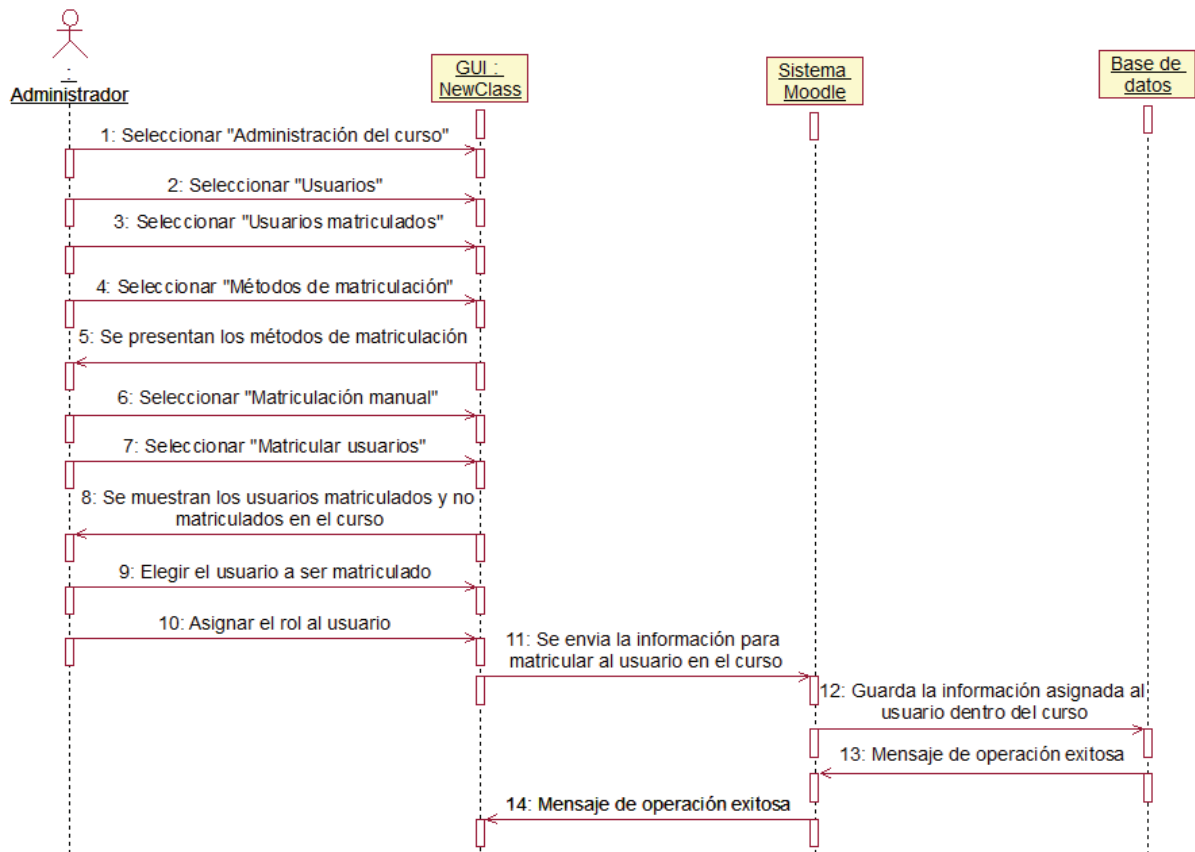 :
Administrador
GUI :
NewClass
Sistema
Moodle
Base de
datos
1: Seleccionar "Administración del curso"
2: Seleccionar "Usuarios"
3: Seleccionar "Usuarios matriculados"
4: Seleccionar "Métodos de matriculación"
5: Se presentan los métodos de matriculación
6: Seleccionar "Matriculación manual"
7: Seleccionar "Matricular usuarios"
8: Se muestran los usuarios matriculados y no
matriculados en el curso
9: Elegir el usuario a ser matriculado
10: Asignar el rol al usuario
11: Se envia la información para
matricular al usuario en el curso
12: Guarda la información asignada al
usuario dentro del curso
13: Mensaje de operación exitosa
14: Mensaje de operación exitosa